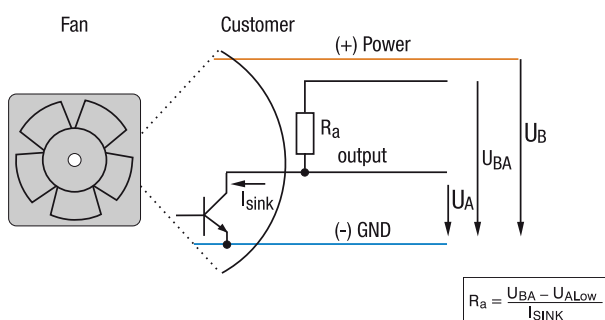 Fan
Customer
(+) Power
Ra
output
Isink
UA
UBA
UB
(-) GND
Ra = UBA – UALow / ISINK